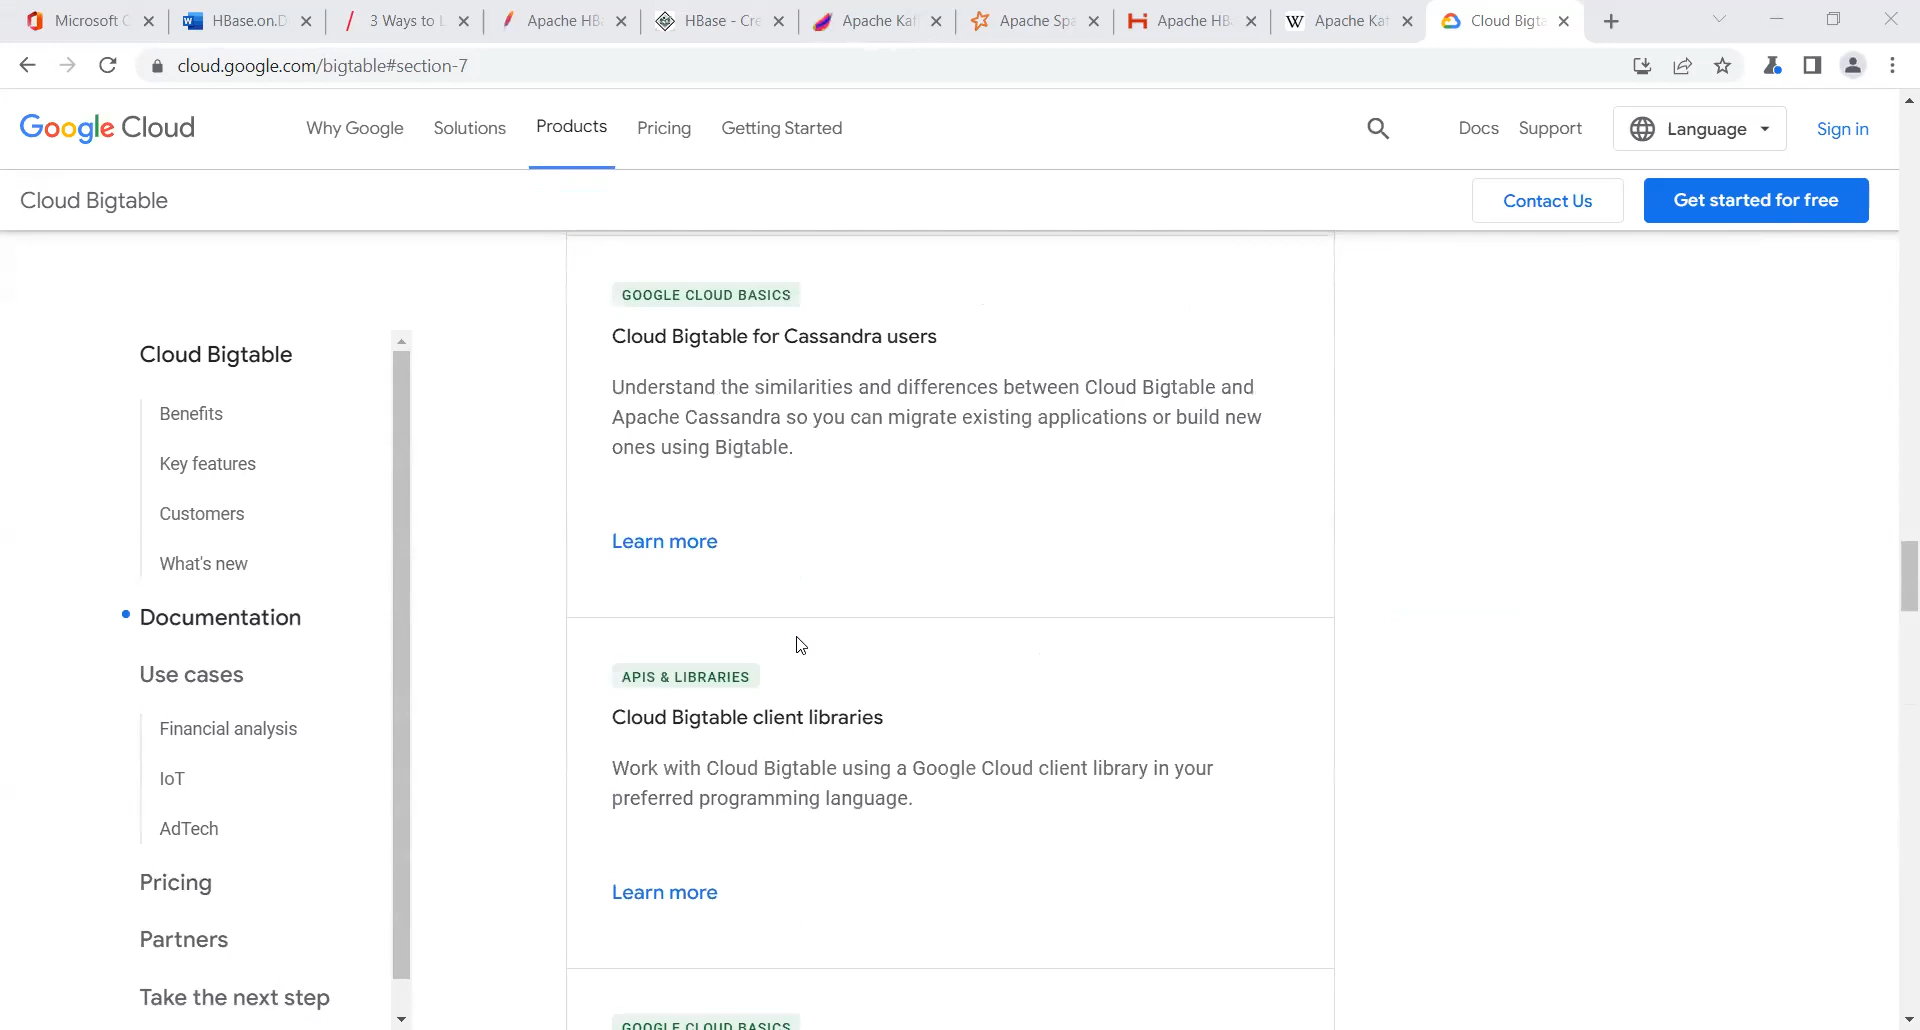 Microsoft
HBase.on.D
3 Ways to
Apache HB
HBase - Cre
Apache Kaf
Apache Spa
Apache HB
Apache Kaf
Cloud Bigta
cloud.google.com/bigtable#section-7
Google Cloud
Why Google
Solutions
Products
Pricing
Getting Started
Docs
Support
Language
Sign in
Cloud Bigtable
Contact Us
Get started for free
Cloud Bigtable
Benefits
Key features
Customers
What's new
Documentation
Use cases
Financial analysis
IoT
AdTech
Pricing
Partners
Take the next step
GOOGLE CLOUD BASICS
Cloud Bigtable for Cassandra users
Understand the similarities and differences between Cloud Bigtable and
Apache Cassandra so you can migrate existing applications or build new
ones using Bigtable.
Learn more
APIS & LIBRARIES
Cloud Bigtable client libraries
Work with Cloud Bigtable using a Google Cloud client library in your
preferred programming language.
Learn more
GOOGLE CLOUD BASICS